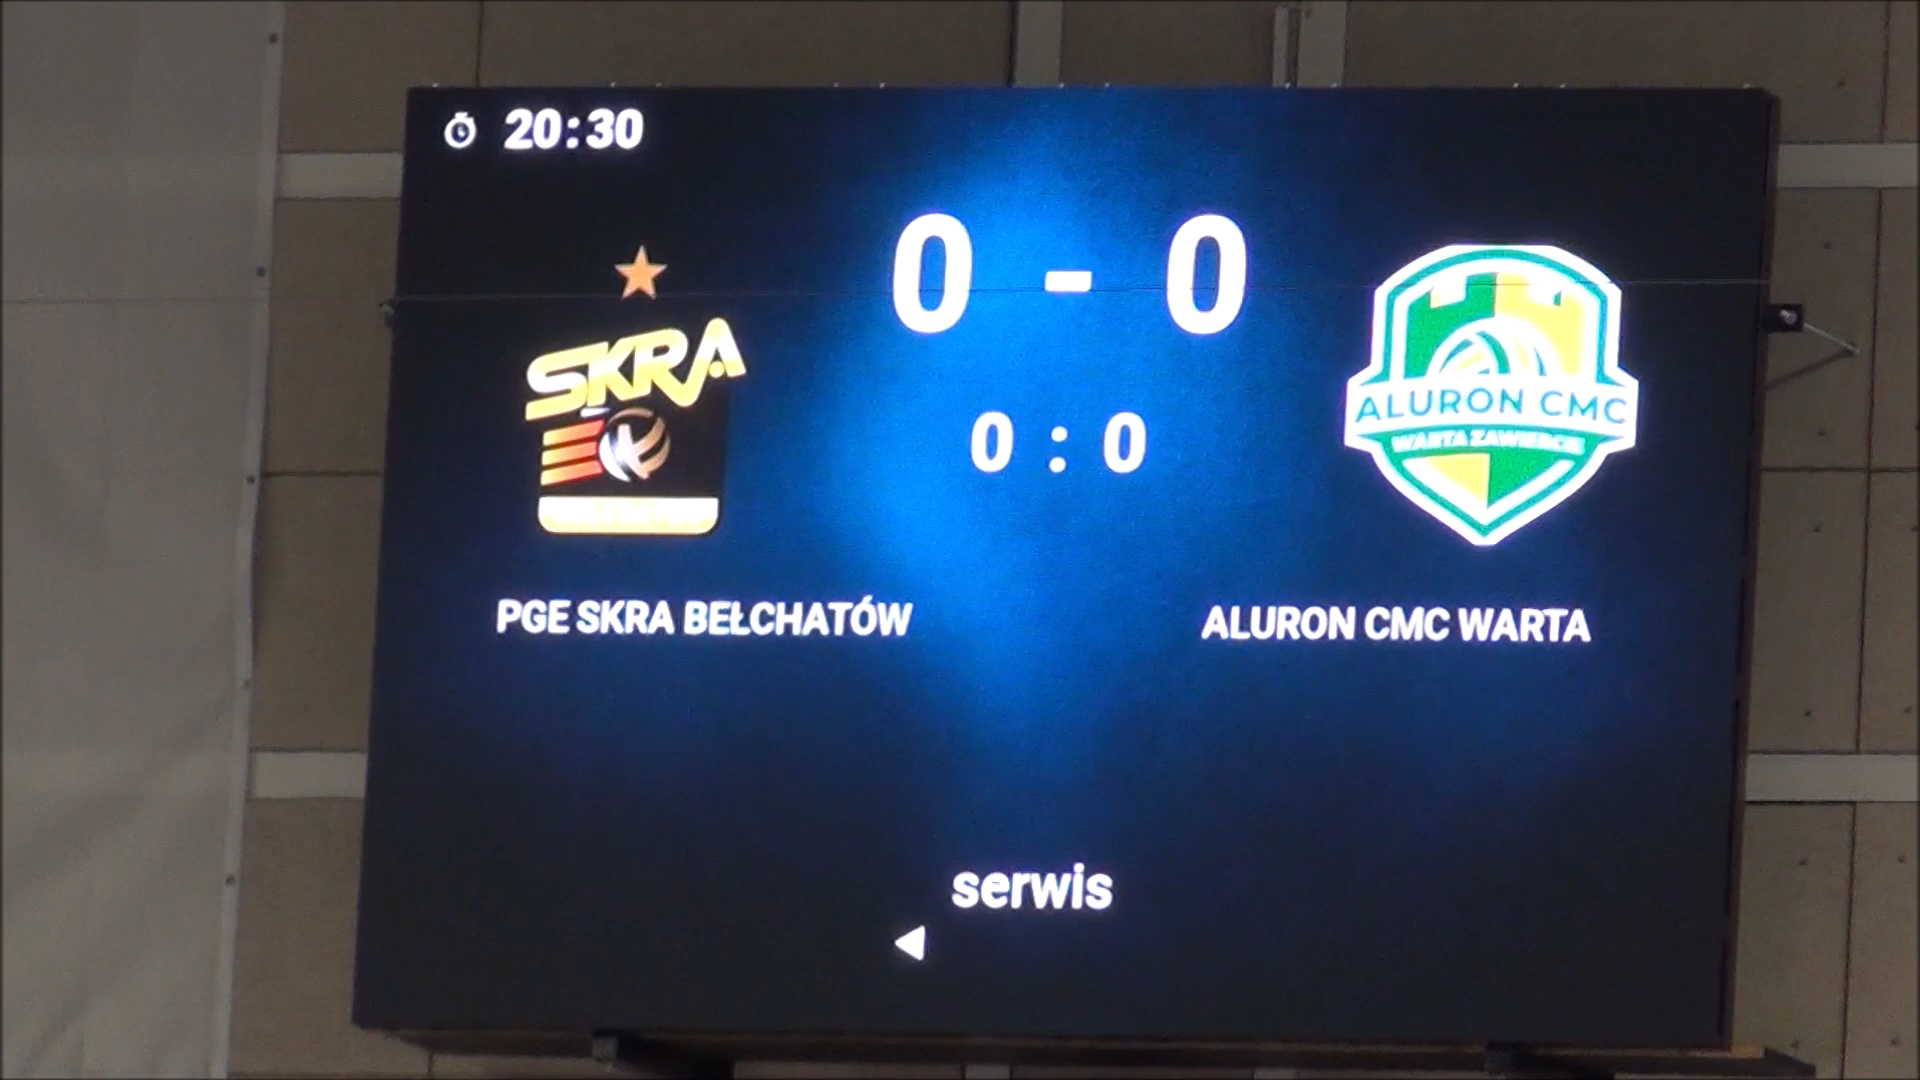 20:30
0 - 0
0 : 0
SKRA
ALURON CMC
WARTA ZAWIERCIE
PGE SKRA BEŁCHATÓW
ALURON CMC WARTA
serwis